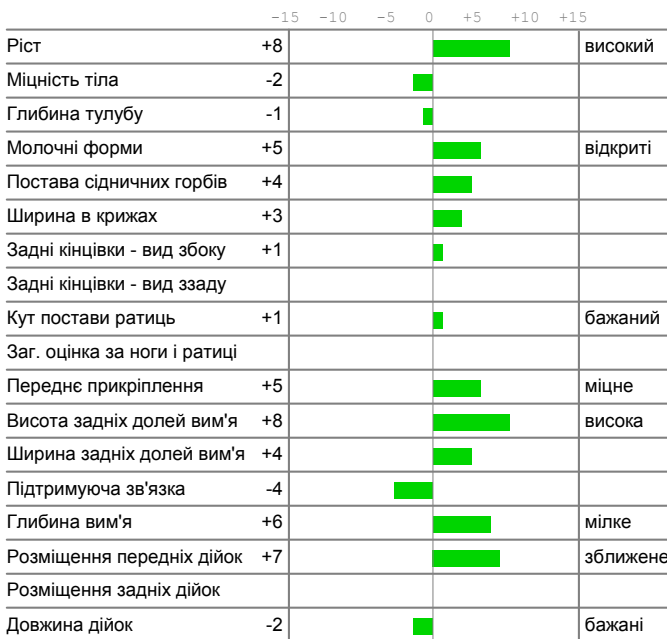 -15 -10 -5 0 +5 +10 +15
Ріст +8 високий
Міцність тіла -2
Глибина тулубу -1
Молочні форми +5 відкриті
Постава сідничних горбів +4
Ширина в крижах +3
Задні кінцівки - вид збоку +1
Задні кінцівки - вид ззаду
Кут постави ратиць +1 бажаний
Заг. оцінка за ноги і ратиці
Переднє прикріплення +5 міцне
Висота задніх долей вим'я +8 висока
Ширина задніх долей вим'я +4
Підтримуюча зв'язка -4
Глибина вим'я +6 мілке
Розміщення передніх дійок +7 зближене
Розміщення задніх дійок
Довжина дійок -2 бажані